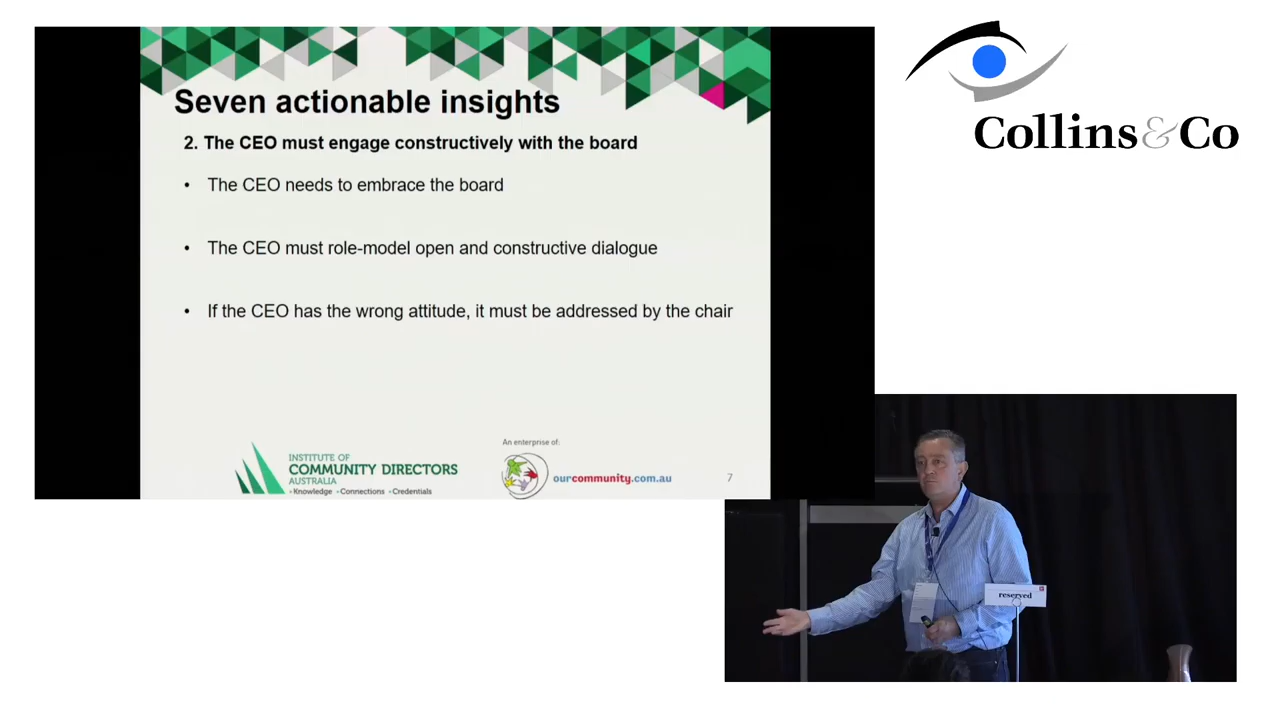 Seven actionable insights
2. The CEO must engage constructively with the board
• The CEO needs to embrace the board
• The CEO must role-model open and constructive dialogue
• If the CEO has the wrong attitude, it must be addressed by the chair
INSTITUTE OF
COMMUNITY DIRECTORS
AUSTRALIA
• Knowledge • Connections • Credentials
An enterprise of:
ourcommunity.com.au
7
Collins&Co
reserved